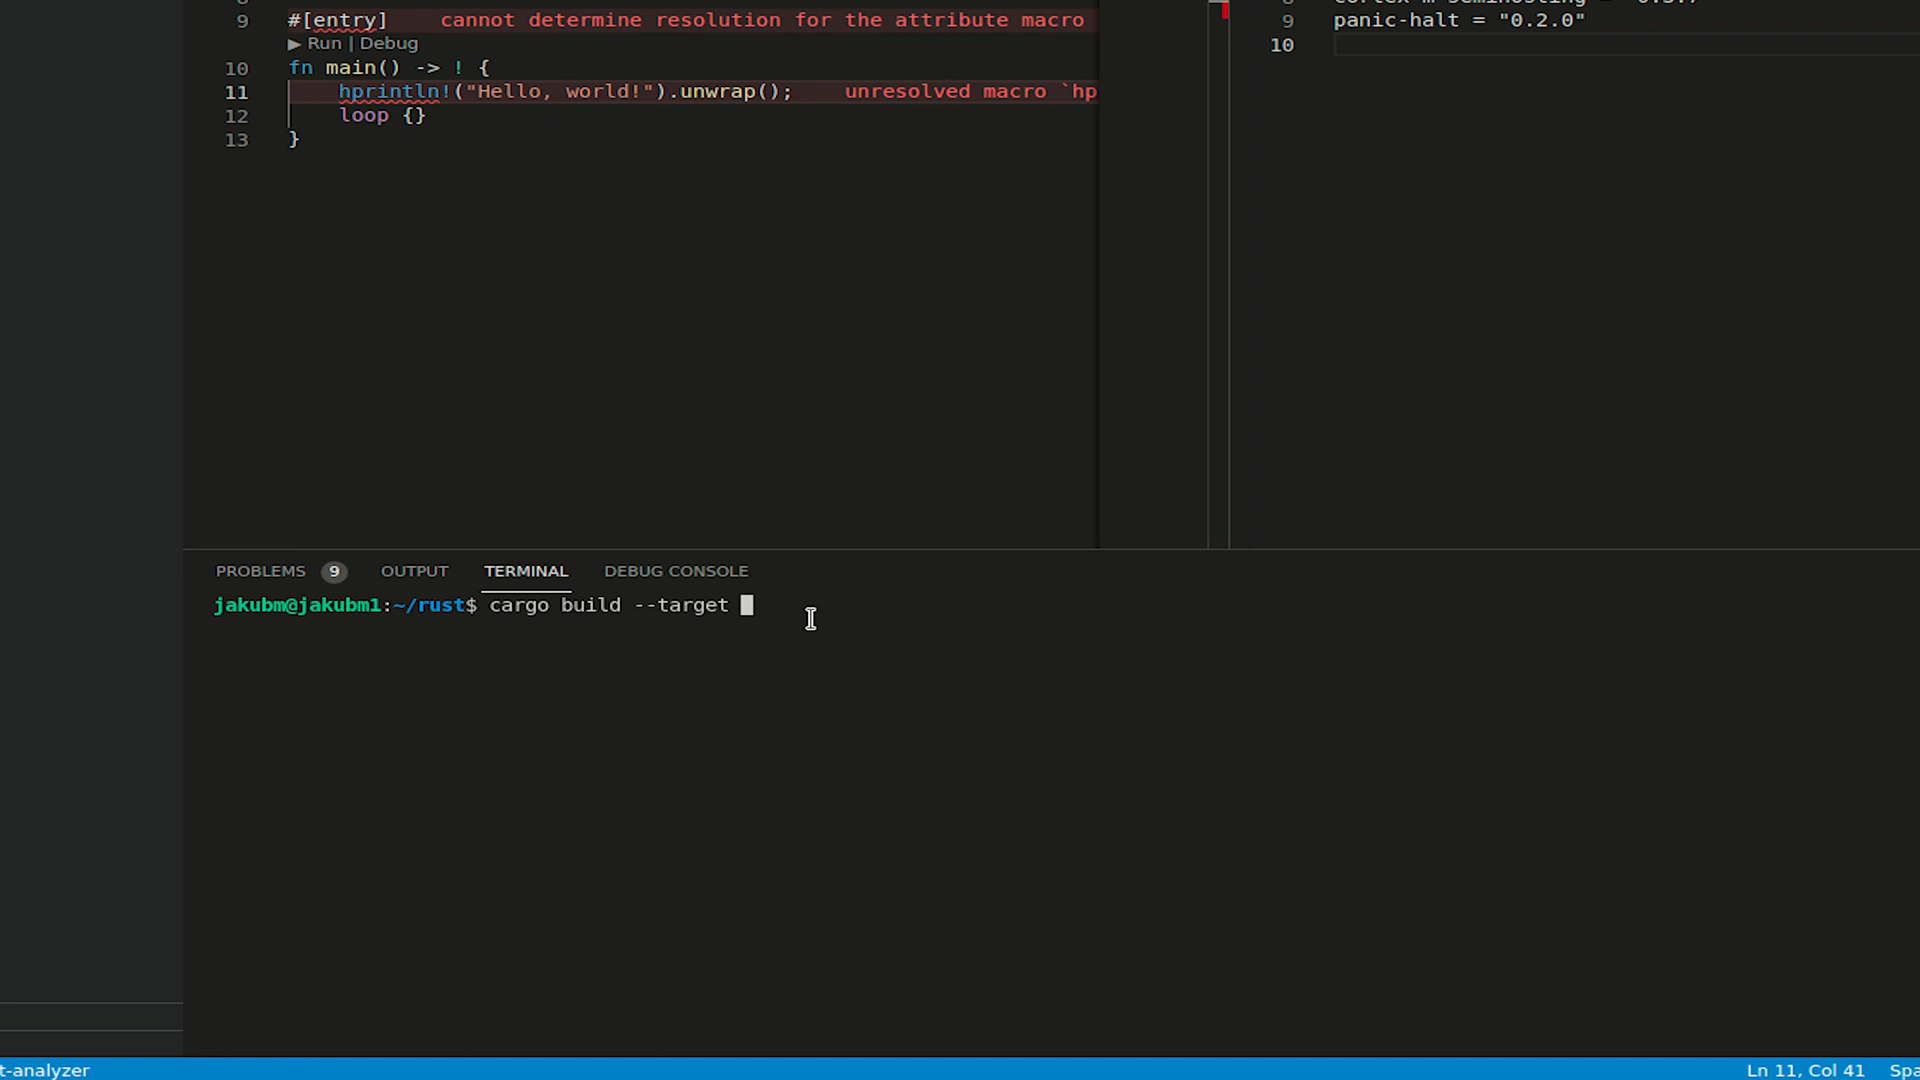 9 #[entry] cannot determine resolution for the attribute macro
▶ Run | Debug
10 fn main() -> ! {
11 hprintln!("Hello, world!").unwrap(); unresolved macro `hp
12 loop {}
13 }
9 panic-halt = "0.2.0"
10
PROBLEMS 9 OUTPUT TERMINAL DEBUG CONSOLE
jakubm@jakubm1:~/rust$ cargo build --target
t-analyzer
Ln 11, Col 41 Spa